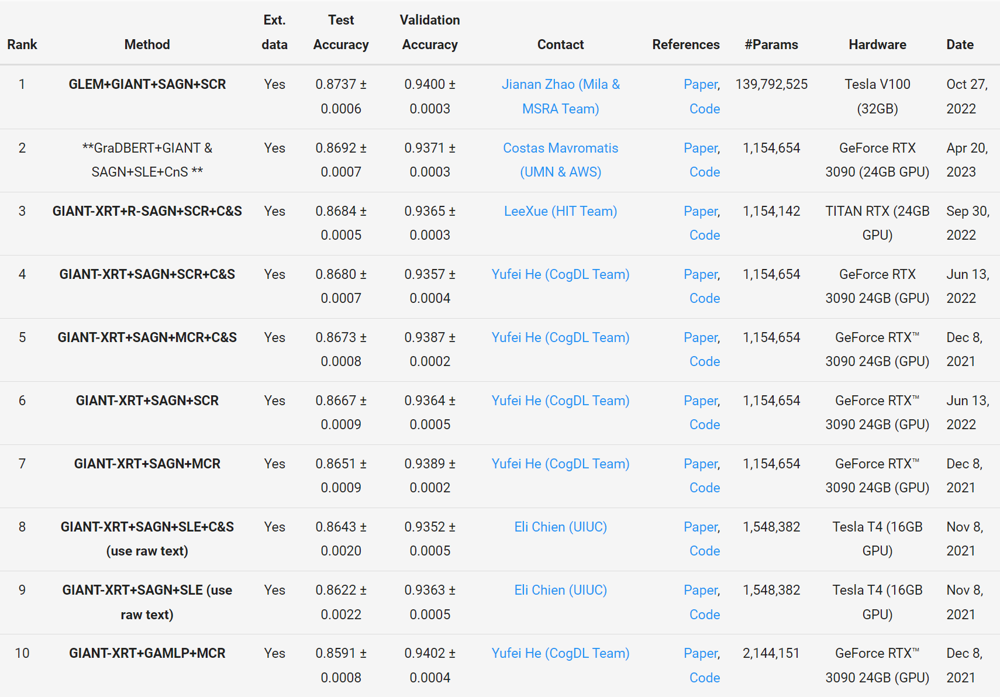 Rank Method Ext. data Test Accuracy Validation Accuracy Contact References #Params Hardware Date
1 GLEM+GIANT+SAGN+SCR Yes 0.8737 ± 0.0006 0.9400 ± 0.0003 Jianan Zhao (Mila & MSRA Team) Paper, Code 139,792,525 Tesla V100 (32GB) Oct 27, 2022
2 **GraDBERT+GIANT & SAGN+SLE+CnS ** Yes 0.8692 ± 0.0007 0.9371 ± 0.0003 Costas Mavromatis (UMN & AWS) Paper, Code 1,154,654 GeForce RTX 3090 (24GB GPU) Apr 20, 2023
3 GIANT-XRT+R-SAGN+SCR+C&S Yes 0.8684 ± 0.0005 0.9365 ± 0.0003 LeeXue (HIT Team) Paper, Code 1,154,142 TITAN RTX (24GB GPU) Sep 30, 2022
4 GIANT-XRT+SAGN+SCR+C&S Yes 0.8680 ± 0.0007 0.9357 ± 0.0004 Yufei He (CogDL Team) Paper, Code 1,154,654 GeForce RTX 3090 24GB (GPU) Jun 13, 2022
5 GIANT-XRT+SAGN+MCR+C&S Yes 0.8673 ± 0.0008 0.9387 ± 0.0002 Yufei He (CogDL Team) Paper, Code 1,154,654 GeForce RTX™ 3090 24GB (GPU) Dec 8, 2021
6 GIANT-XRT+SAGN+SCR Yes 0.8667 ± 0.0009 0.9364 ± 0.0005 Yufei He (CogDL Team) Paper, Code 1,154,654 GeForce RTX™ 3090 24GB (GPU) Jun 13, 2022
7 GIANT-XRT+SAGN+MCR Yes 0.8651 ± 0.0009 0.9389 ± 0.0002 Yufei He (CogDL Team) Paper, Code 1,154,654 GeForce RTX™ 3090 24GB (GPU) Dec 8, 2021
8 GIANT-XRT+SAGN+SLE+C&S (use raw text) Yes 0.8643 ± 0.0020 0.9352 ± 0.0005 Eli Chien (UIUC) Paper, Code 1,548,382 Tesla T4 (16GB GPU) Nov 8, 2021
9 GIANT-XRT+SAGN+SLE (use raw text) Yes 0.8622 ± 0.0022 0.9363 ± 0.0005 Eli Chien (UIUC) Paper, Code 1,548,382 Tesla T4 (16GB GPU) Nov 8, 2021
10 GIANT-XRT+GAMLP+MCR Yes 0.8591 ± 0.0008 0.9402 ± 0.0004 Yufei He (CogDL Team) Paper, Code 2,144,151 GeForce RTX™ 3090 24GB (GPU) Dec 8, 2021